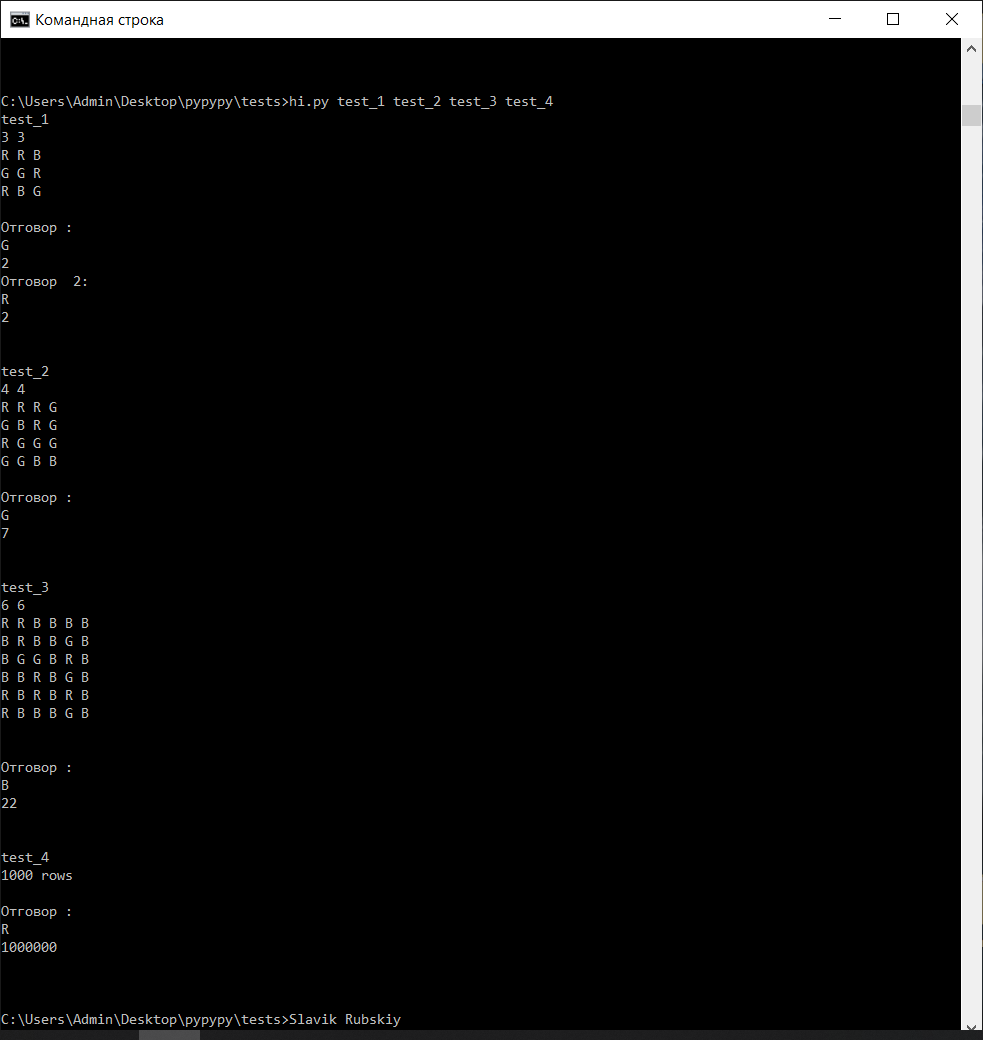 Командная строка
C:\Users\Admin\Desktop\pypypy\tests>hi.py test_1 test_2 test_3 test_4
test_1
3 3
R R B
G G R
R B G
Отговор :
G
2
Отговор  2:
R
2
test_2
4 4
R R R G
G B R G
R G G G
G G B B
Отговор :
G
7
test_3
6 6
R R B B B B
B R B B G B
B G G B R B
B B R B G B
R B R B R B
R B B B G B
Отговор :
B
22
test_4
1000 rows
Отговор :
R
1000000
C:\Users\Admin\Desktop\pypypy\tests>Slavik Rubskiy